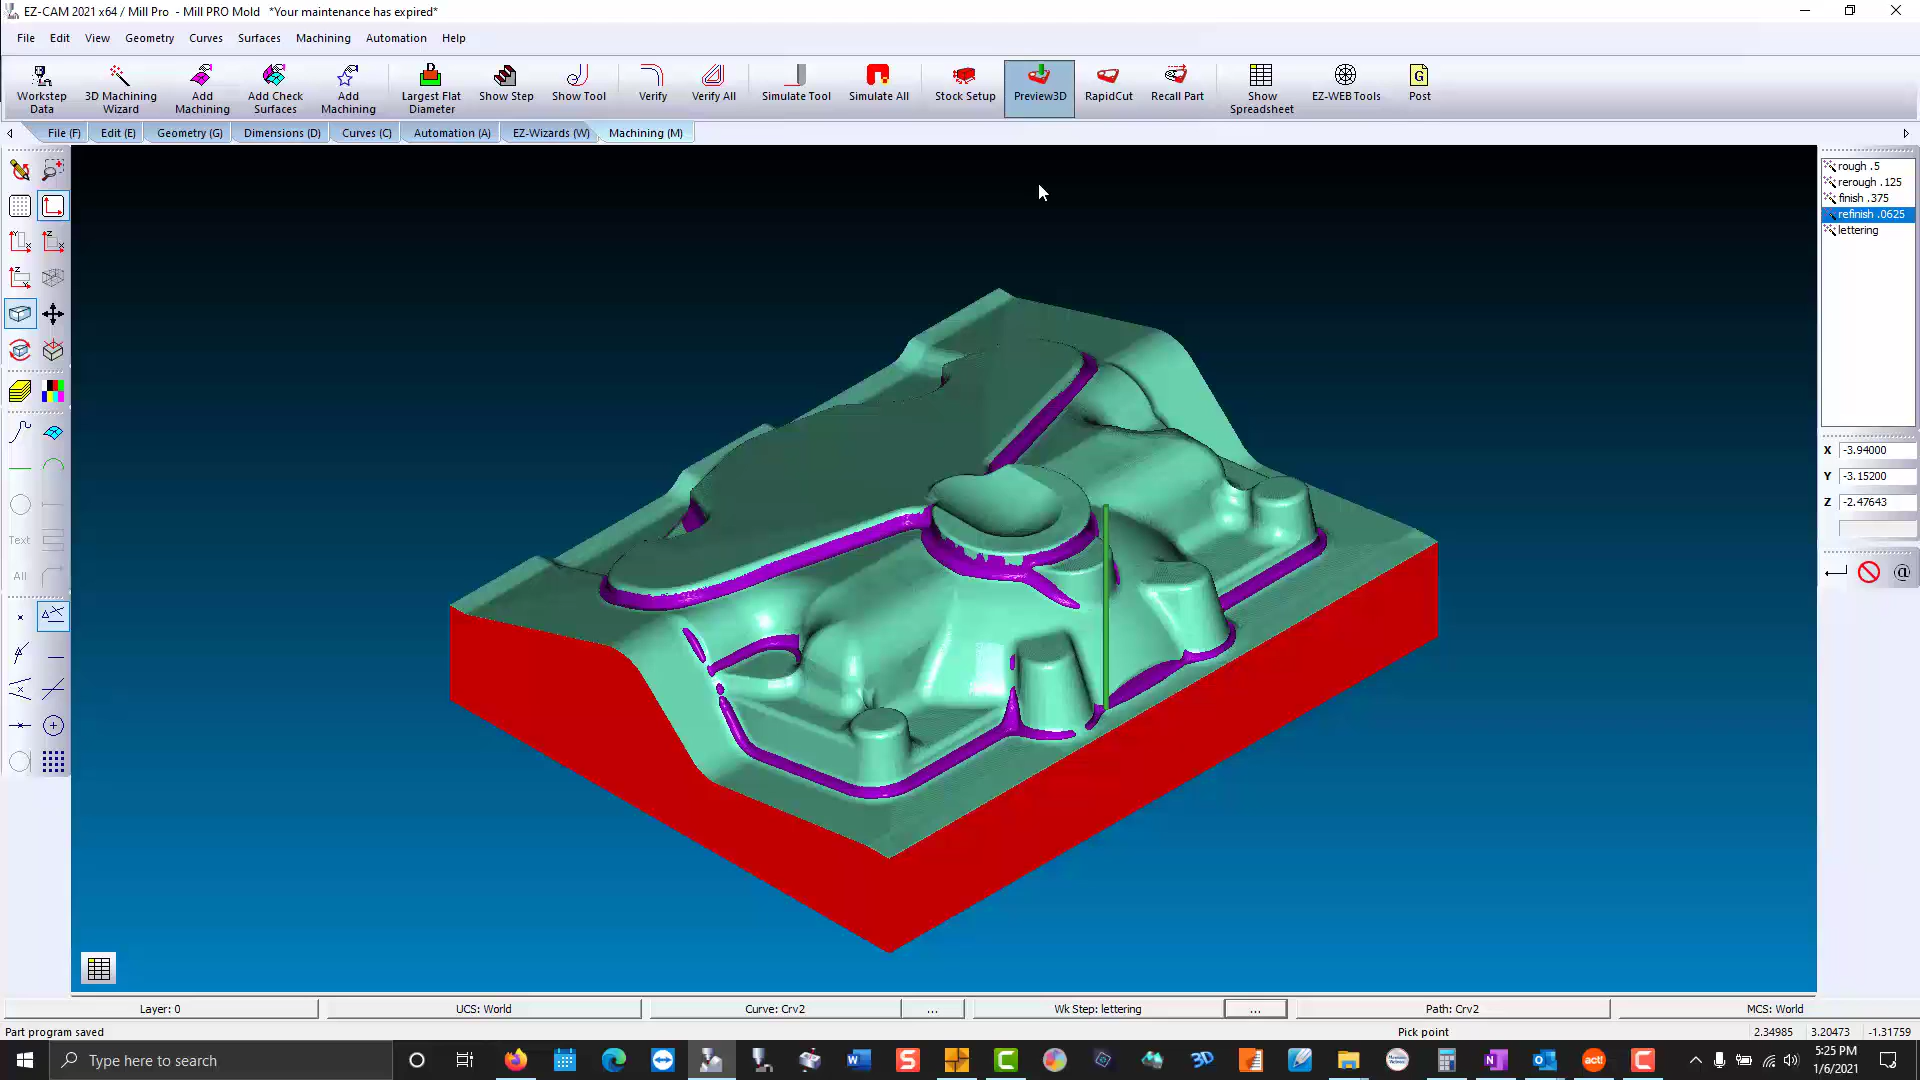 EZ-CAM 2021 x64 / Mill Pro - Mill PRO Mold *Your maintenance has expired*
File Edit View Geometry Curves Surfaces Machining Automation Help
Workstep Data
3D Machining Wizard
Add Machining
Add Check Surfaces
Add Machining
Largest Flat Diameter
Show Step
Show Tool
Verify
Verify All
Simulate Tool
Simulate All
Stock Setup
Preview3D
RapidCut
Recall Part
Show Spreadsheet
EZ-WEB Tools
Post
File (F) Edit (E) Geometry (G) Dimensions (D) Curves (C) Automation (A) EZ-Wizards (W) Machining (M)
rough .5
rerough .125
finish .375
refinish .0625
lettering
X -3.94000
Y -3.15200
Z -2.47643
@
Text
All
Layer: 0 UCS: World Curve: Crv2 ... Wk Step: lettering ... Path: Crv2 MCS: World
Part program saved Pick point 2.34985 3.20473 -1.31759
Type here to search
5:25 PM
1/6/2021